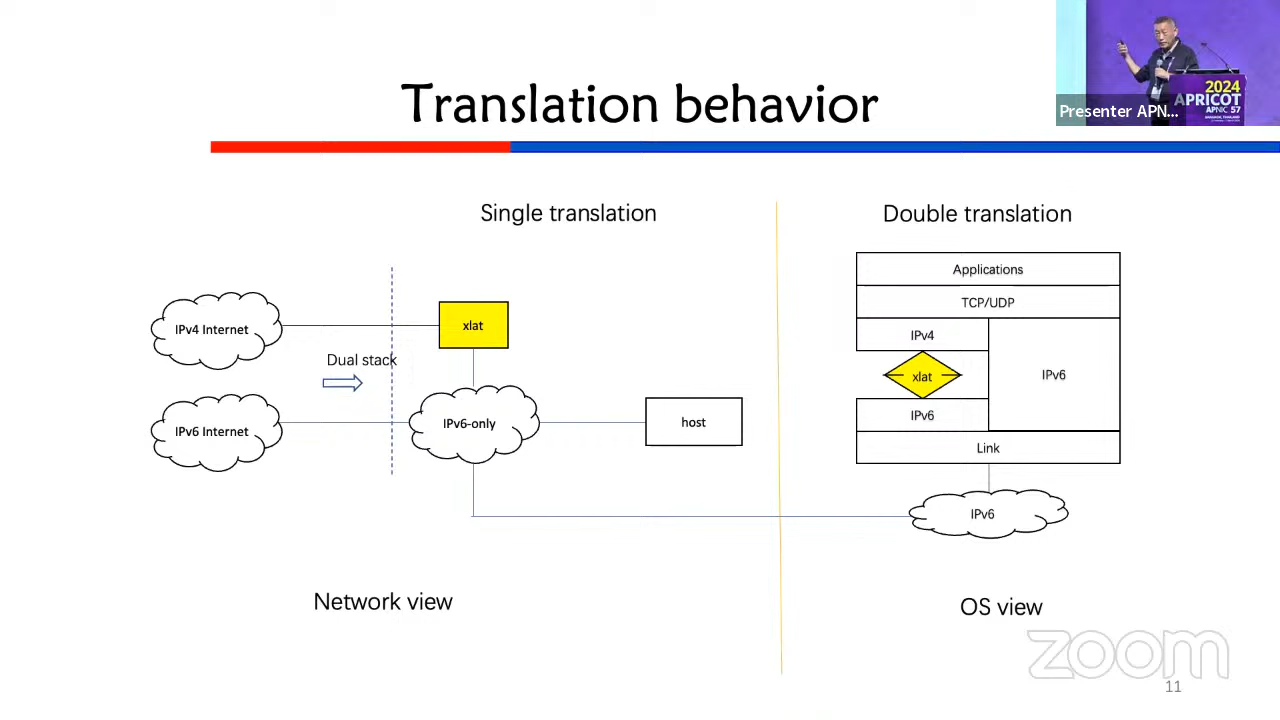 Translation behavior
2024
APRICOT
APNIC 57
Presenter APN...
Single translation
Double translation
IPv4 Internet
xlat
Dual stack
IPv6 Internet
IPv6-only
host
Applications
TCP/UDP
IPv4
xlat
IPv6
IPv6
Link
IPv6
Network view
OS view
zoom
11